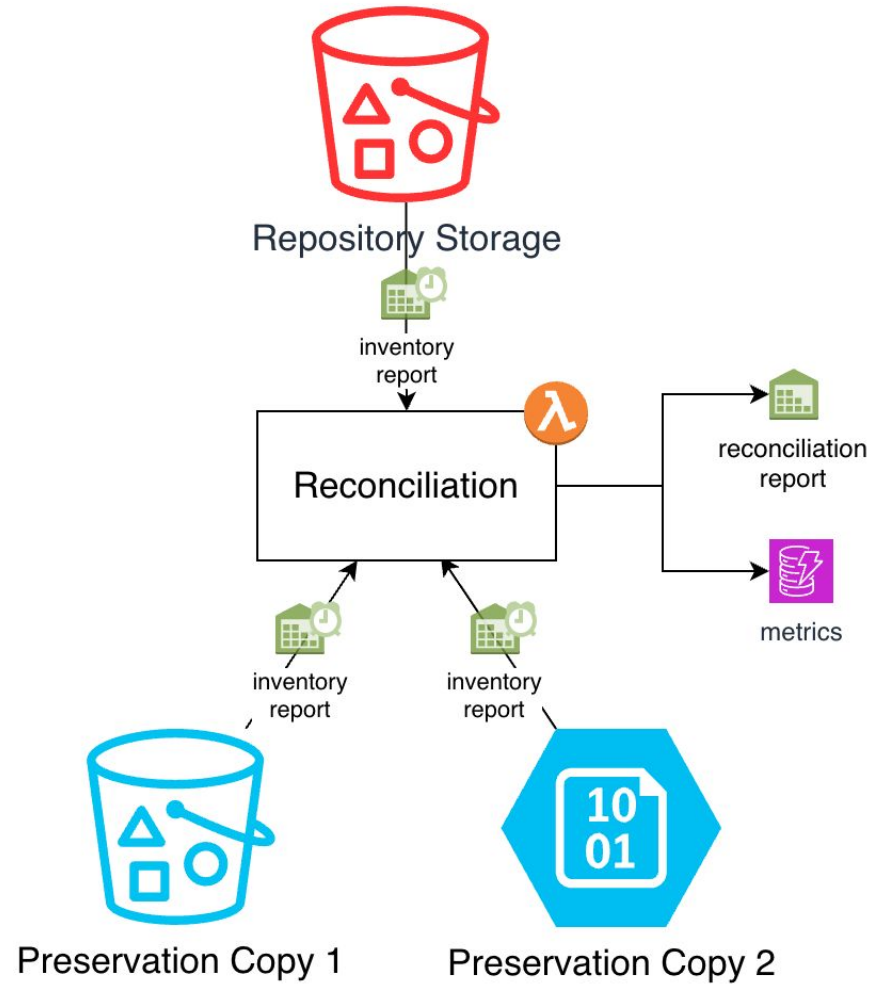 Repository Storage
inventory
report
λ
Reconciliation
reconciliation
report
metrics
inventory
report
inventory
report
10
01
Preservation Copy 1
Preservation Copy 2